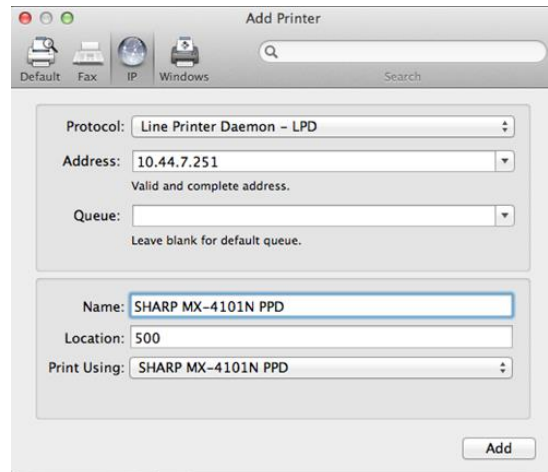 Add Printer
Default Fax IP Windows Search
Protocol: Line Printer Daemon – LPD
Address: 10.44.7.251
Valid and complete address.
Queue:
Leave blank for default queue.
Name: SHARP MX-4101N PPD
Location: 500
Print Using: SHARP MX-4101N PPD
Add